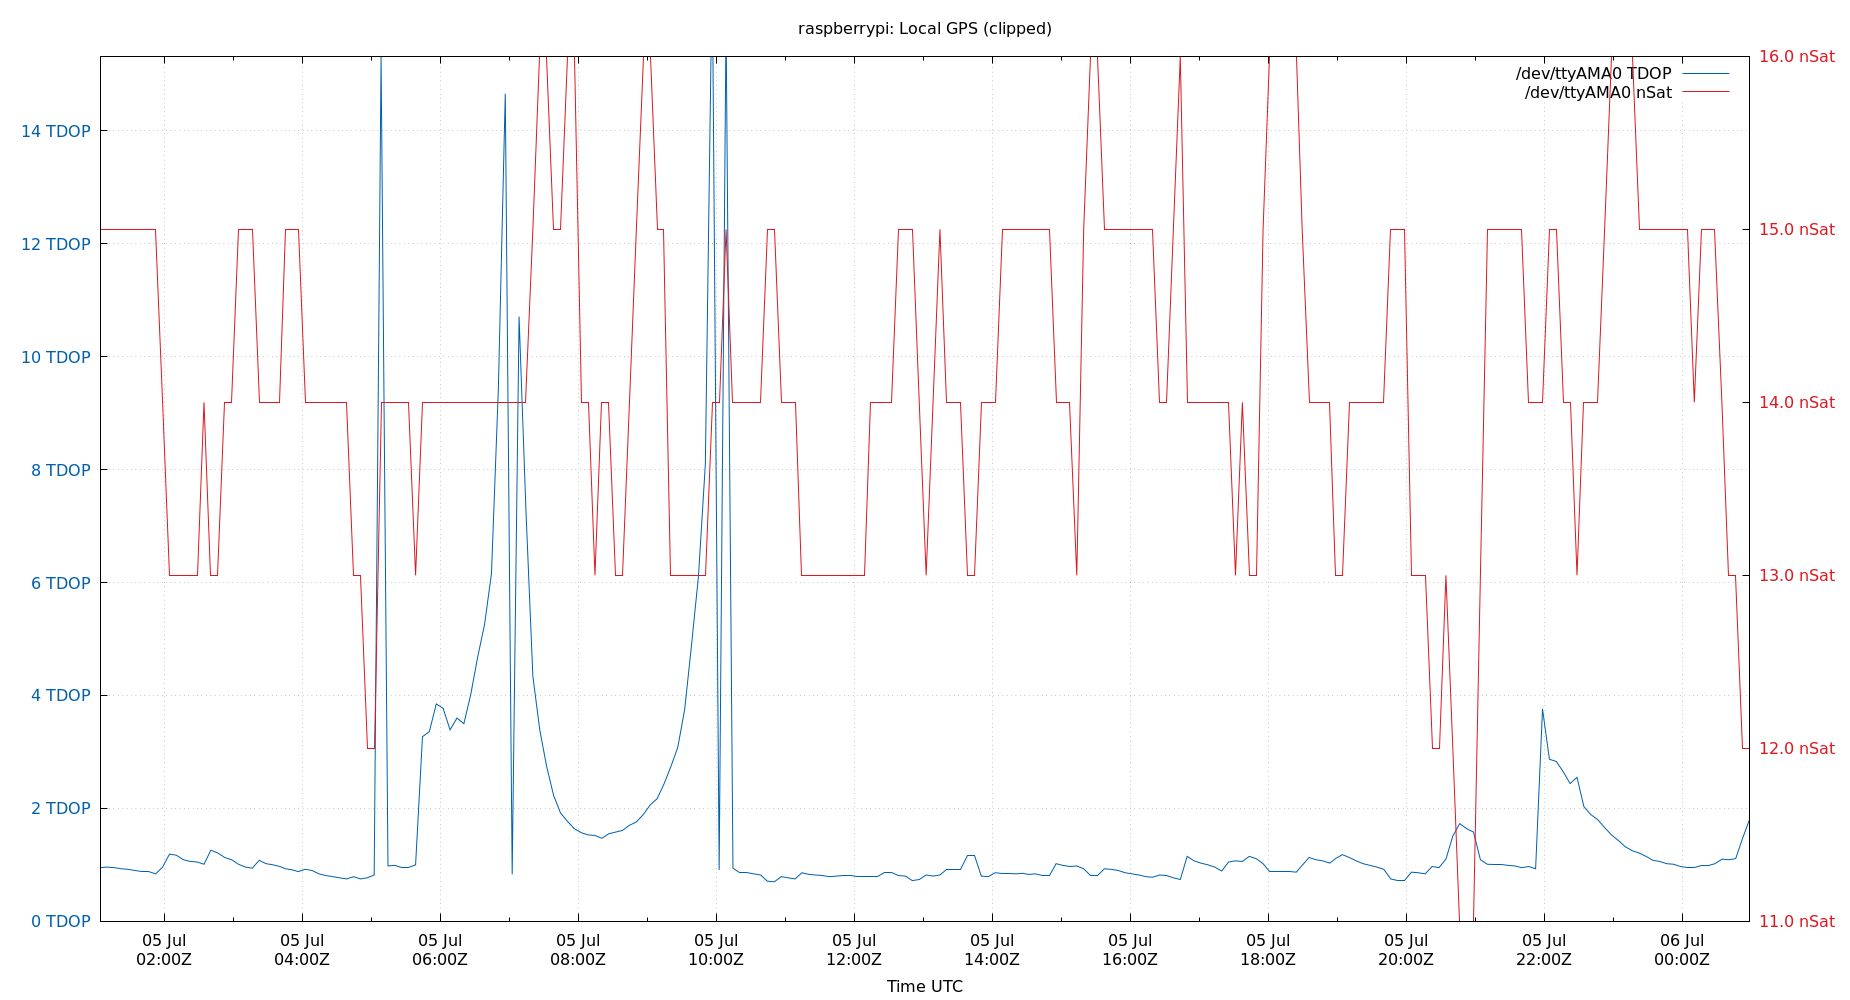 raspberrypi: Local GPS (clipped)
16.0 nSat
/dev/ttyAMA0 TDOP
/dev/ttyAMA0 nSat
14 TDOP
12 TDOP
15.0 nSat
10 TDOP
14.0 nSat
8 TDOP
6 TDOP
13.0 nSat
4 TDOP
12.0 nSat
2 TDOP
0 TDOP
11.0 nSat
05 Jul 05 Jul 05 Jul 05 Jul 05 Jul 05 Jul 05 Jul 05 Jul 05 Jul 05 Jul 05 Jul 06 Jul
02:00Z 04:00Z 06:00Z 08:00Z 10:00Z 12:00Z 14:00Z 16:00Z 18:00Z 20:00Z 22:00Z 00:00Z
Time UTC